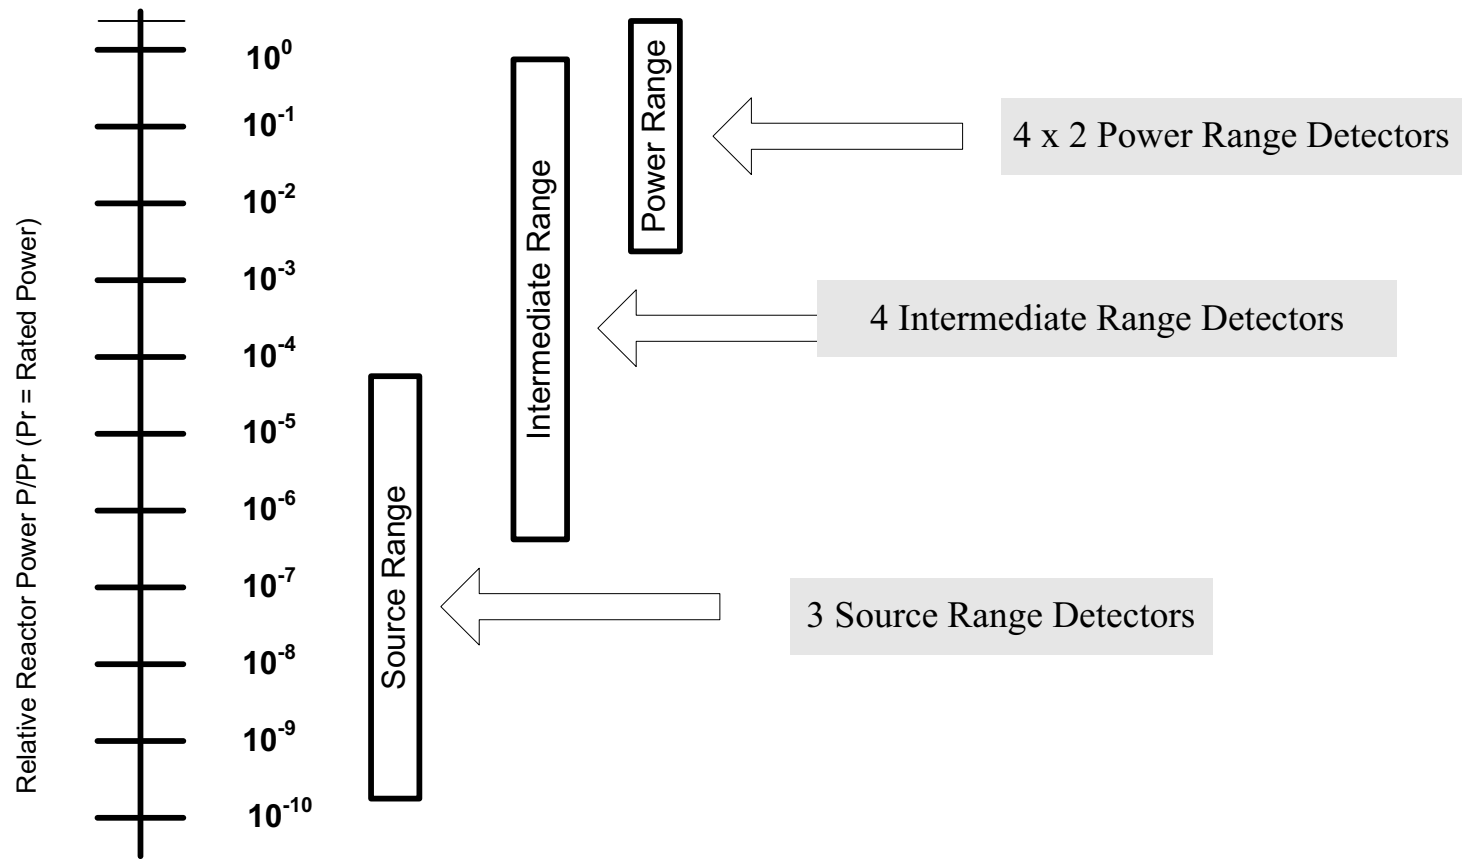 Relative Reactor Power P/Pr (Pr = Rated Power)
10⁰
10⁻¹
10⁻²
10⁻³
10⁻⁴
10⁻⁵
10⁻⁶
10⁻⁷
10⁻⁸
10⁻⁹
10⁻¹⁰
Source Range
Intermediate Range
Power Range
4 x 2 Power Range Detectors
4 Intermediate Range Detectors
3 Source Range Detectors